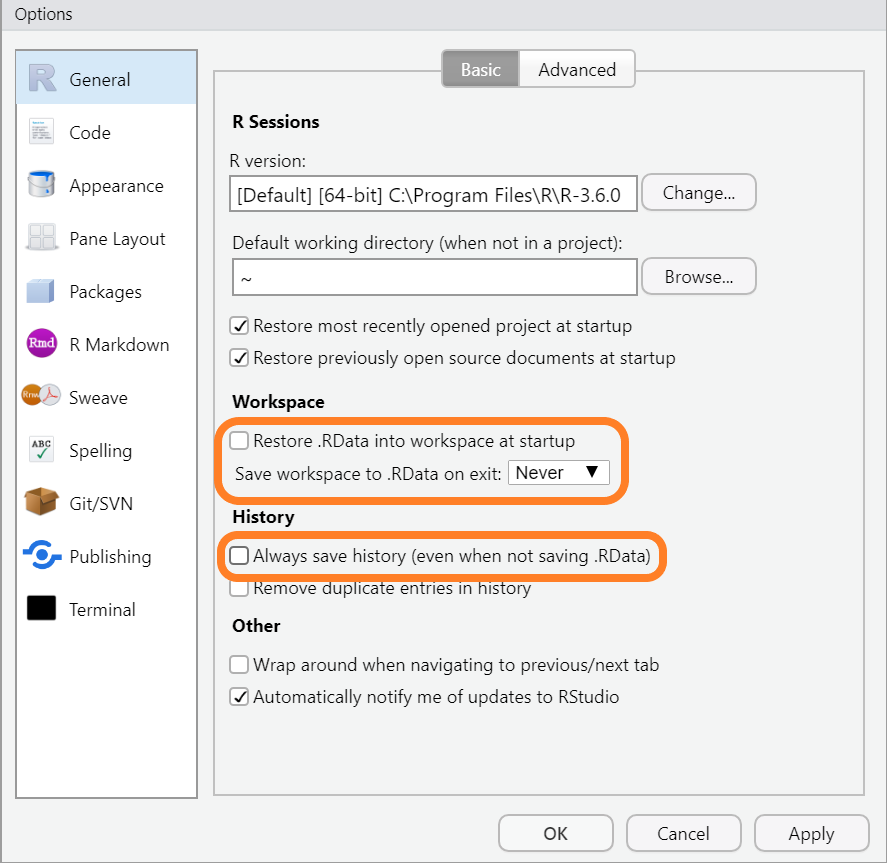 Options
General
Code
Appearance
Pane Layout
Packages
Rmd R Markdown
Sweave
ABC Spelling
Git/SVN
Publishing
Terminal
Basic Advanced
R Sessions
R version:
[Default] [64-bit] C:\Program Files\R\R-3.6.0 Change...
Default working directory (when not in a project):
~ Browse...
Restore most recently opened project at startup
Restore previously open source documents at startup
Workspace
Restore .RData into workspace at startup
Save workspace to .RData on exit: Never
History
Always save history (even when not saving .RData)
Remove duplicate entries in history
Other
Wrap around when navigating to previous/next tab
Automatically notify me of updates to RStudio
OK Cancel Apply